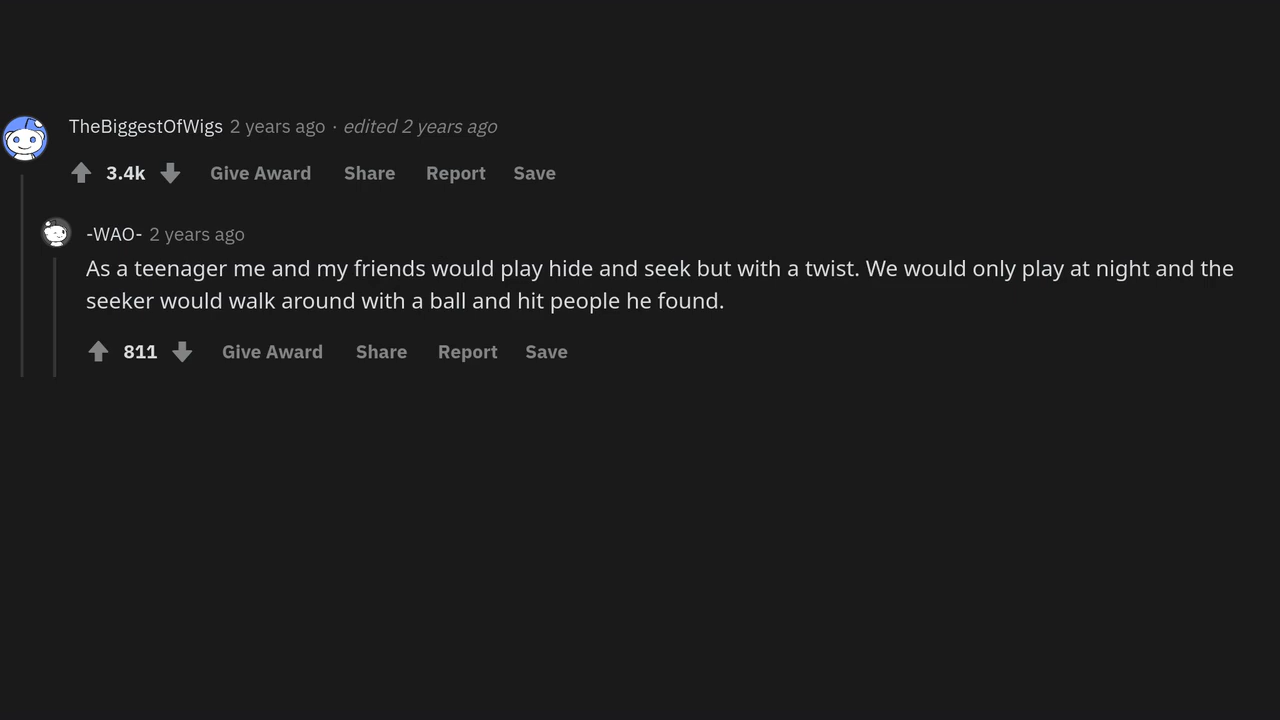 TheBiggestOfWigs 2 years ago · edited 2 years ago
3.4k Give Award Share Report Save
-WAO- 2 years ago
As a teenager me and my friends would play hide and seek but with a twist. We would only play at night and the
seeker would walk around with a ball and hit people he found.
811 Give Award Share Report Save